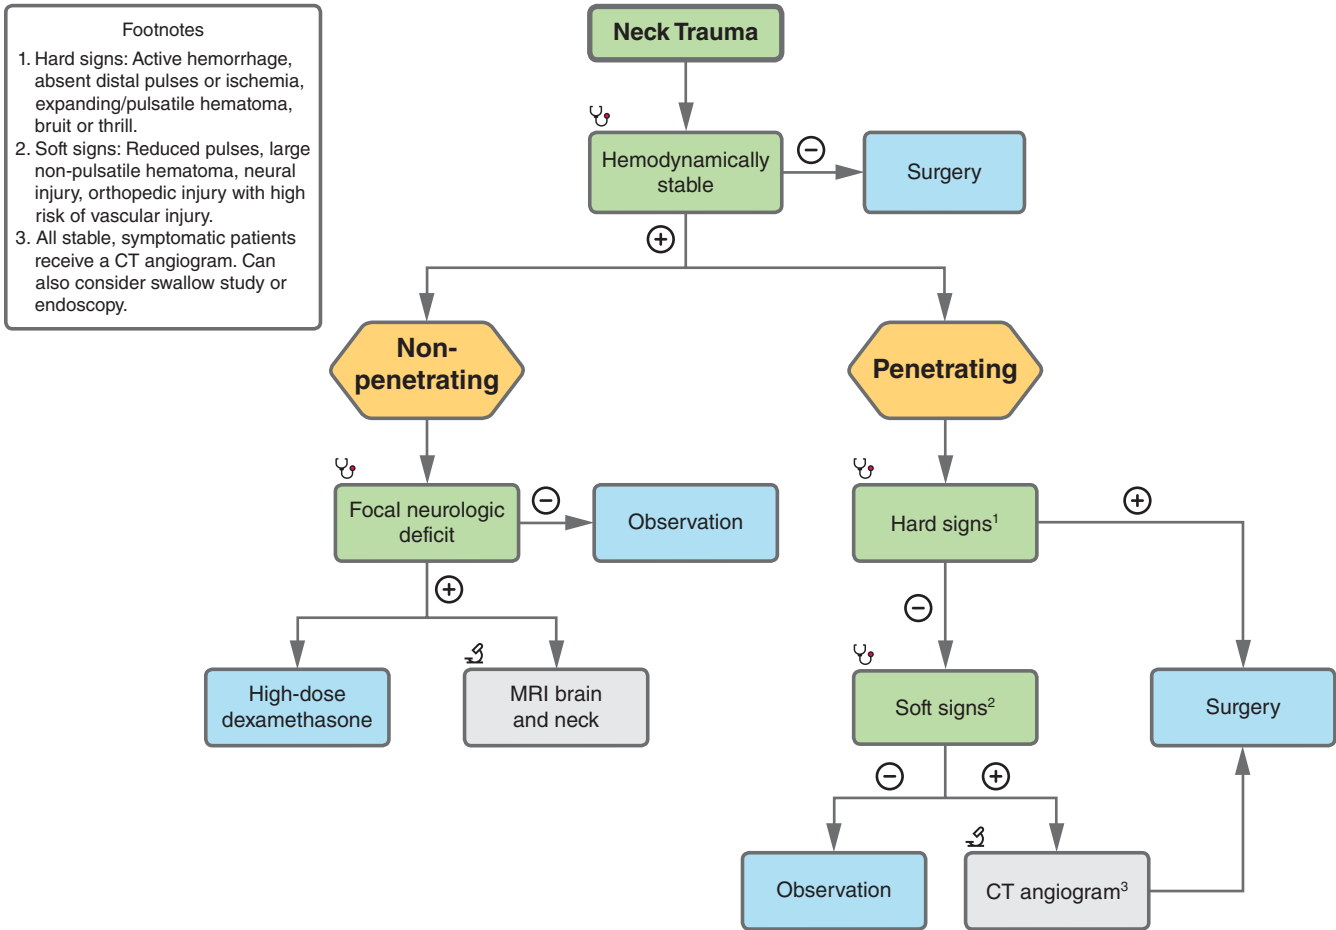 Footnotes
1. Hard signs: Active hemorrhage,
absent distal pulses or ischemia,
expanding/pulsatile hematoma,
bruit or thrill.
2. Soft signs: Reduced pulses, large
non-pulsatile hematoma, neural
injury, orthopedic injury with high
risk of vascular injury.
3. All stable, symptomatic patients
receive a CT angiogram. Can
also consider swallow study or
endoscopy.
Neck Trauma
Hemodynamically
stable
−
Surgery
+
Non-
penetrating
Penetrating
Focal neurologic
deficit
−
Observation
+
High-dose
dexamethasone
MRI brain
and neck
Hard signs¹
+
−
Soft signs²
Surgery
−
+
Observation
CT angiogram³